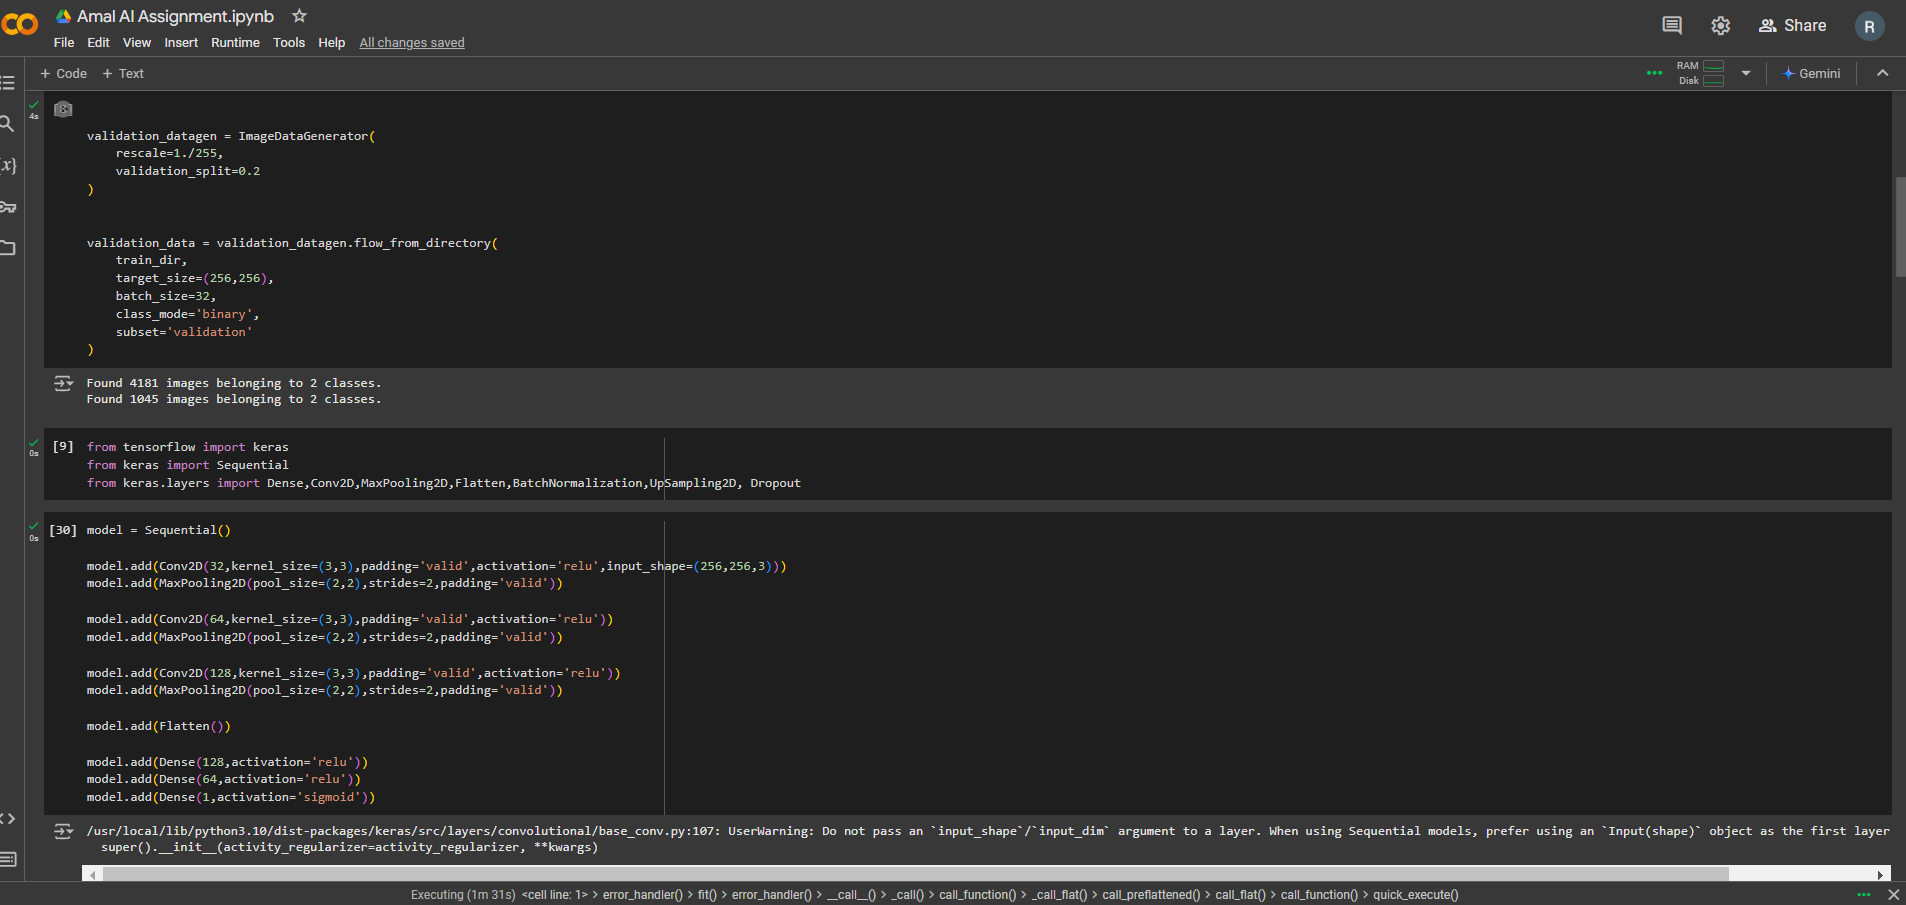 Amal AI Assignment.ipynb
File Edit View Insert Runtime Tools Help All changes saved
Share
R
+ Code + Text
RAM
Disk
Gemini
4s
validation_datagen = ImageDataGenerator(
    rescale=1./255,
    validation_split=0.2
)
validation_data = validation_datagen.flow_from_directory(
    train_dir,
    target_size=(256,256),
    batch_size=32,
    class_mode='binary',
    subset='validation'
)
Found 4181 images belonging to 2 classes.
Found 1045 images belonging to 2 classes.
0s
[9] from tensorflow import keras
from keras import Sequential
from keras.layers import Dense,Conv2D,MaxPooling2D,Flatten,BatchNormalization,UpSampling2D, Dropout
0s
[30] model = Sequential()
model.add(Conv2D(32,kernel_size=(3,3),padding='valid',activation='relu',input_shape=(256,256,3)))
model.add(MaxPooling2D(pool_size=(2,2),strides=2,padding='valid'))
model.add(Conv2D(64,kernel_size=(3,3),padding='valid',activation='relu'))
model.add(MaxPooling2D(pool_size=(2,2),strides=2,padding='valid'))
model.add(Conv2D(128,kernel_size=(3,3),padding='valid',activation='relu'))
model.add(MaxPooling2D(pool_size=(2,2),strides=2,padding='valid'))
model.add(Flatten())
model.add(Dense(128,activation='relu'))
model.add(Dense(64,activation='relu'))
model.add(Dense(1,activation='sigmoid'))
/usr/local/lib/python3.10/dist-packages/keras/src/layers/convolutional/base_conv.py:107: UserWarning: Do not pass an `input_shape`/`input_dim` argument to a layer. When using Sequential models, prefer using an `Input(shape)` object as the first layer
  super().__init__(activity_regularizer=activity_regularizer, **kwargs)
Executing (1m 31s) <cell line: 1> > error_handler() > fit() > error_handler() > __call__() > _call() > call_function() > _call_flat() > call_preflattened() > call_flat() > call_function() > quick_execute()